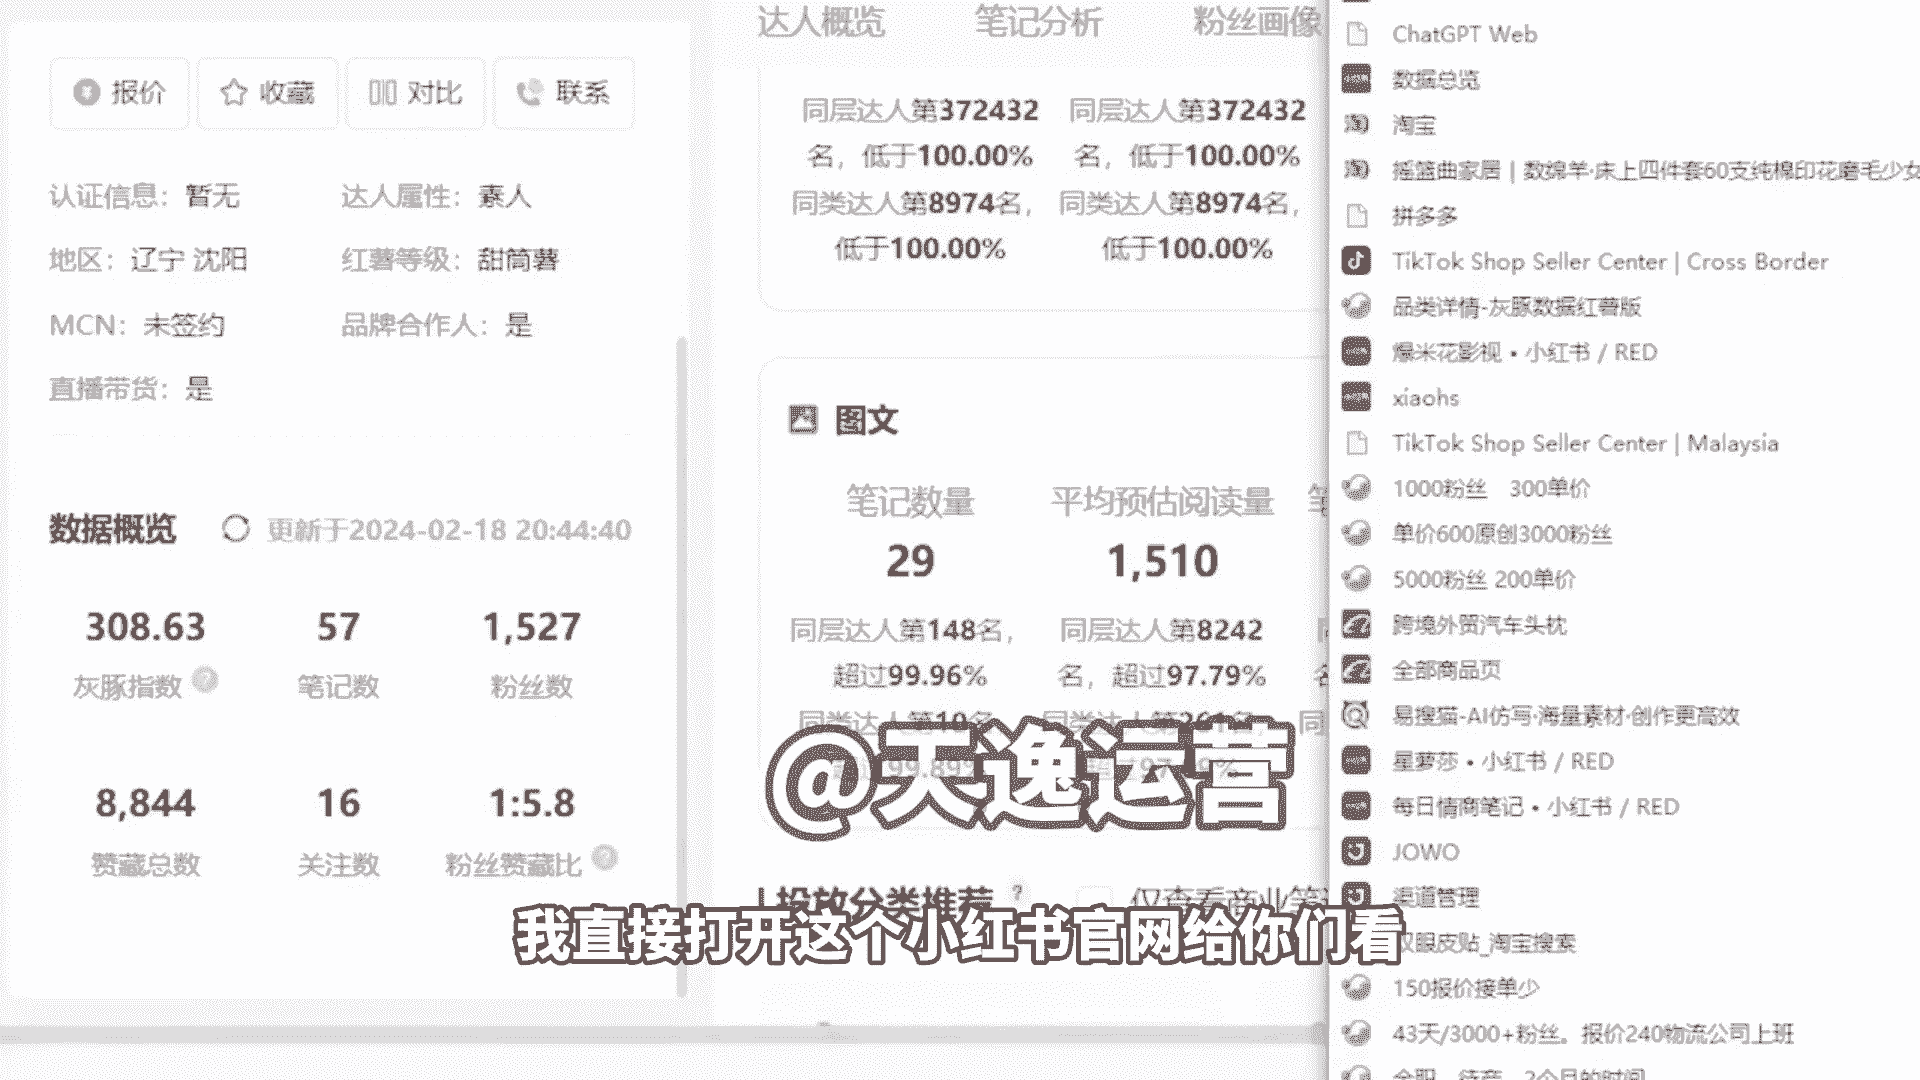 报价 收藏 对比 联系
认证信息：暂无 达人属性：素人
地区：辽宁 沈阳 红薯等级：甜筒薯
MCN：未签约 品牌合作人：是
直播带货：是
数据概览 更新于2024-02-18 20:44:40
308.63 57 1,527
灰豚指数 ? 笔记数 粉丝数
8,844 16 1:5.8
赞藏总数 关注数 粉丝赞藏比 ?
达人概览 笔记分析 粉丝画像
同层达人第372432 同层达人第372432
名，低于100.00% 名，低于100.00%
同类达人第8974名， 同类达人第8974名，
低于100.00% 低于100.00%
图文
笔记数量 平均预估阅读量
29 1,510
同层达人第148名， 同层达人第8242
超过99.96% 名，超过97.79%
同类达人第10名 同类达人第261名 同
@天逸运营
投放分类推荐 ? 仅查看商业笔
我直接打开这个小红书官网给你们看
ChatGPT Web
数据总览
淘宝
摇篮曲家居 | 数绵羊·床上四件套60支纯棉印花磨毛少女
拼多多
TikTok Shop Seller Center | Cross Border
品类详情-灰豚数据红薯版
爆米花影视 • 小红书 / RED
xiaohs
TikTok Shop Seller Center | Malaysia
1000粉丝 300单价
单价600原创3000粉丝
5000粉丝 200单价
跨境外贸汽车头枕
全部商品页
易搜猫-AI仿写·海量素材·创作更高效
星萝莎 • 小红书 / RED
每日情商笔记 • 小红书 / RED
JOWO
渠道管理
双眼皮贴_淘宝搜索
150报价接单少
43天/3000+粉丝。报价240物流公司上班